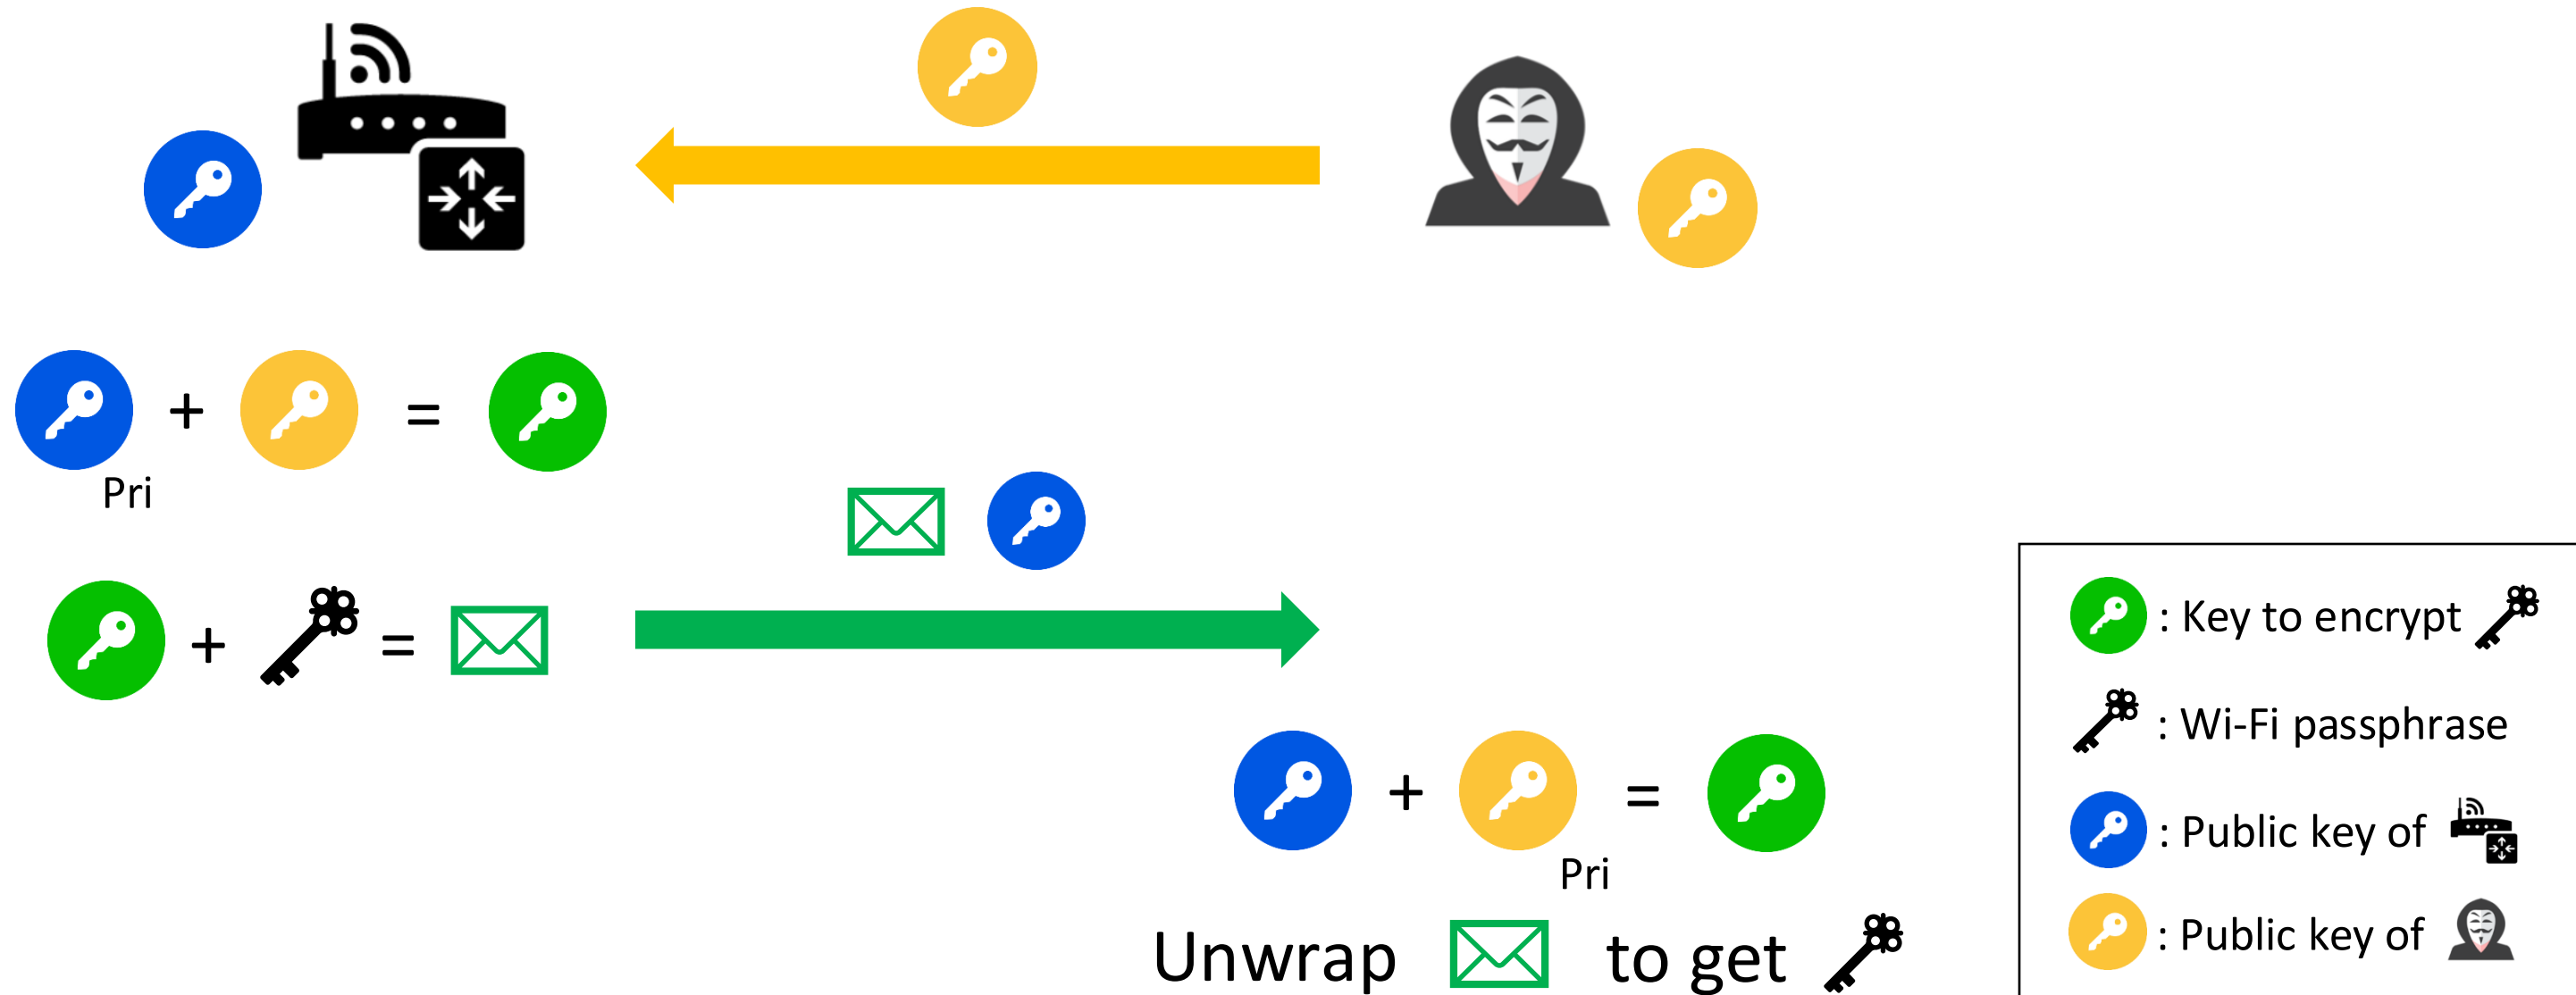 + =
Pri
+ =
+ =
Pri
Unwrap to get
: Key to encrypt
: Wi-Fi passphrase
: Public key of
: Public key of